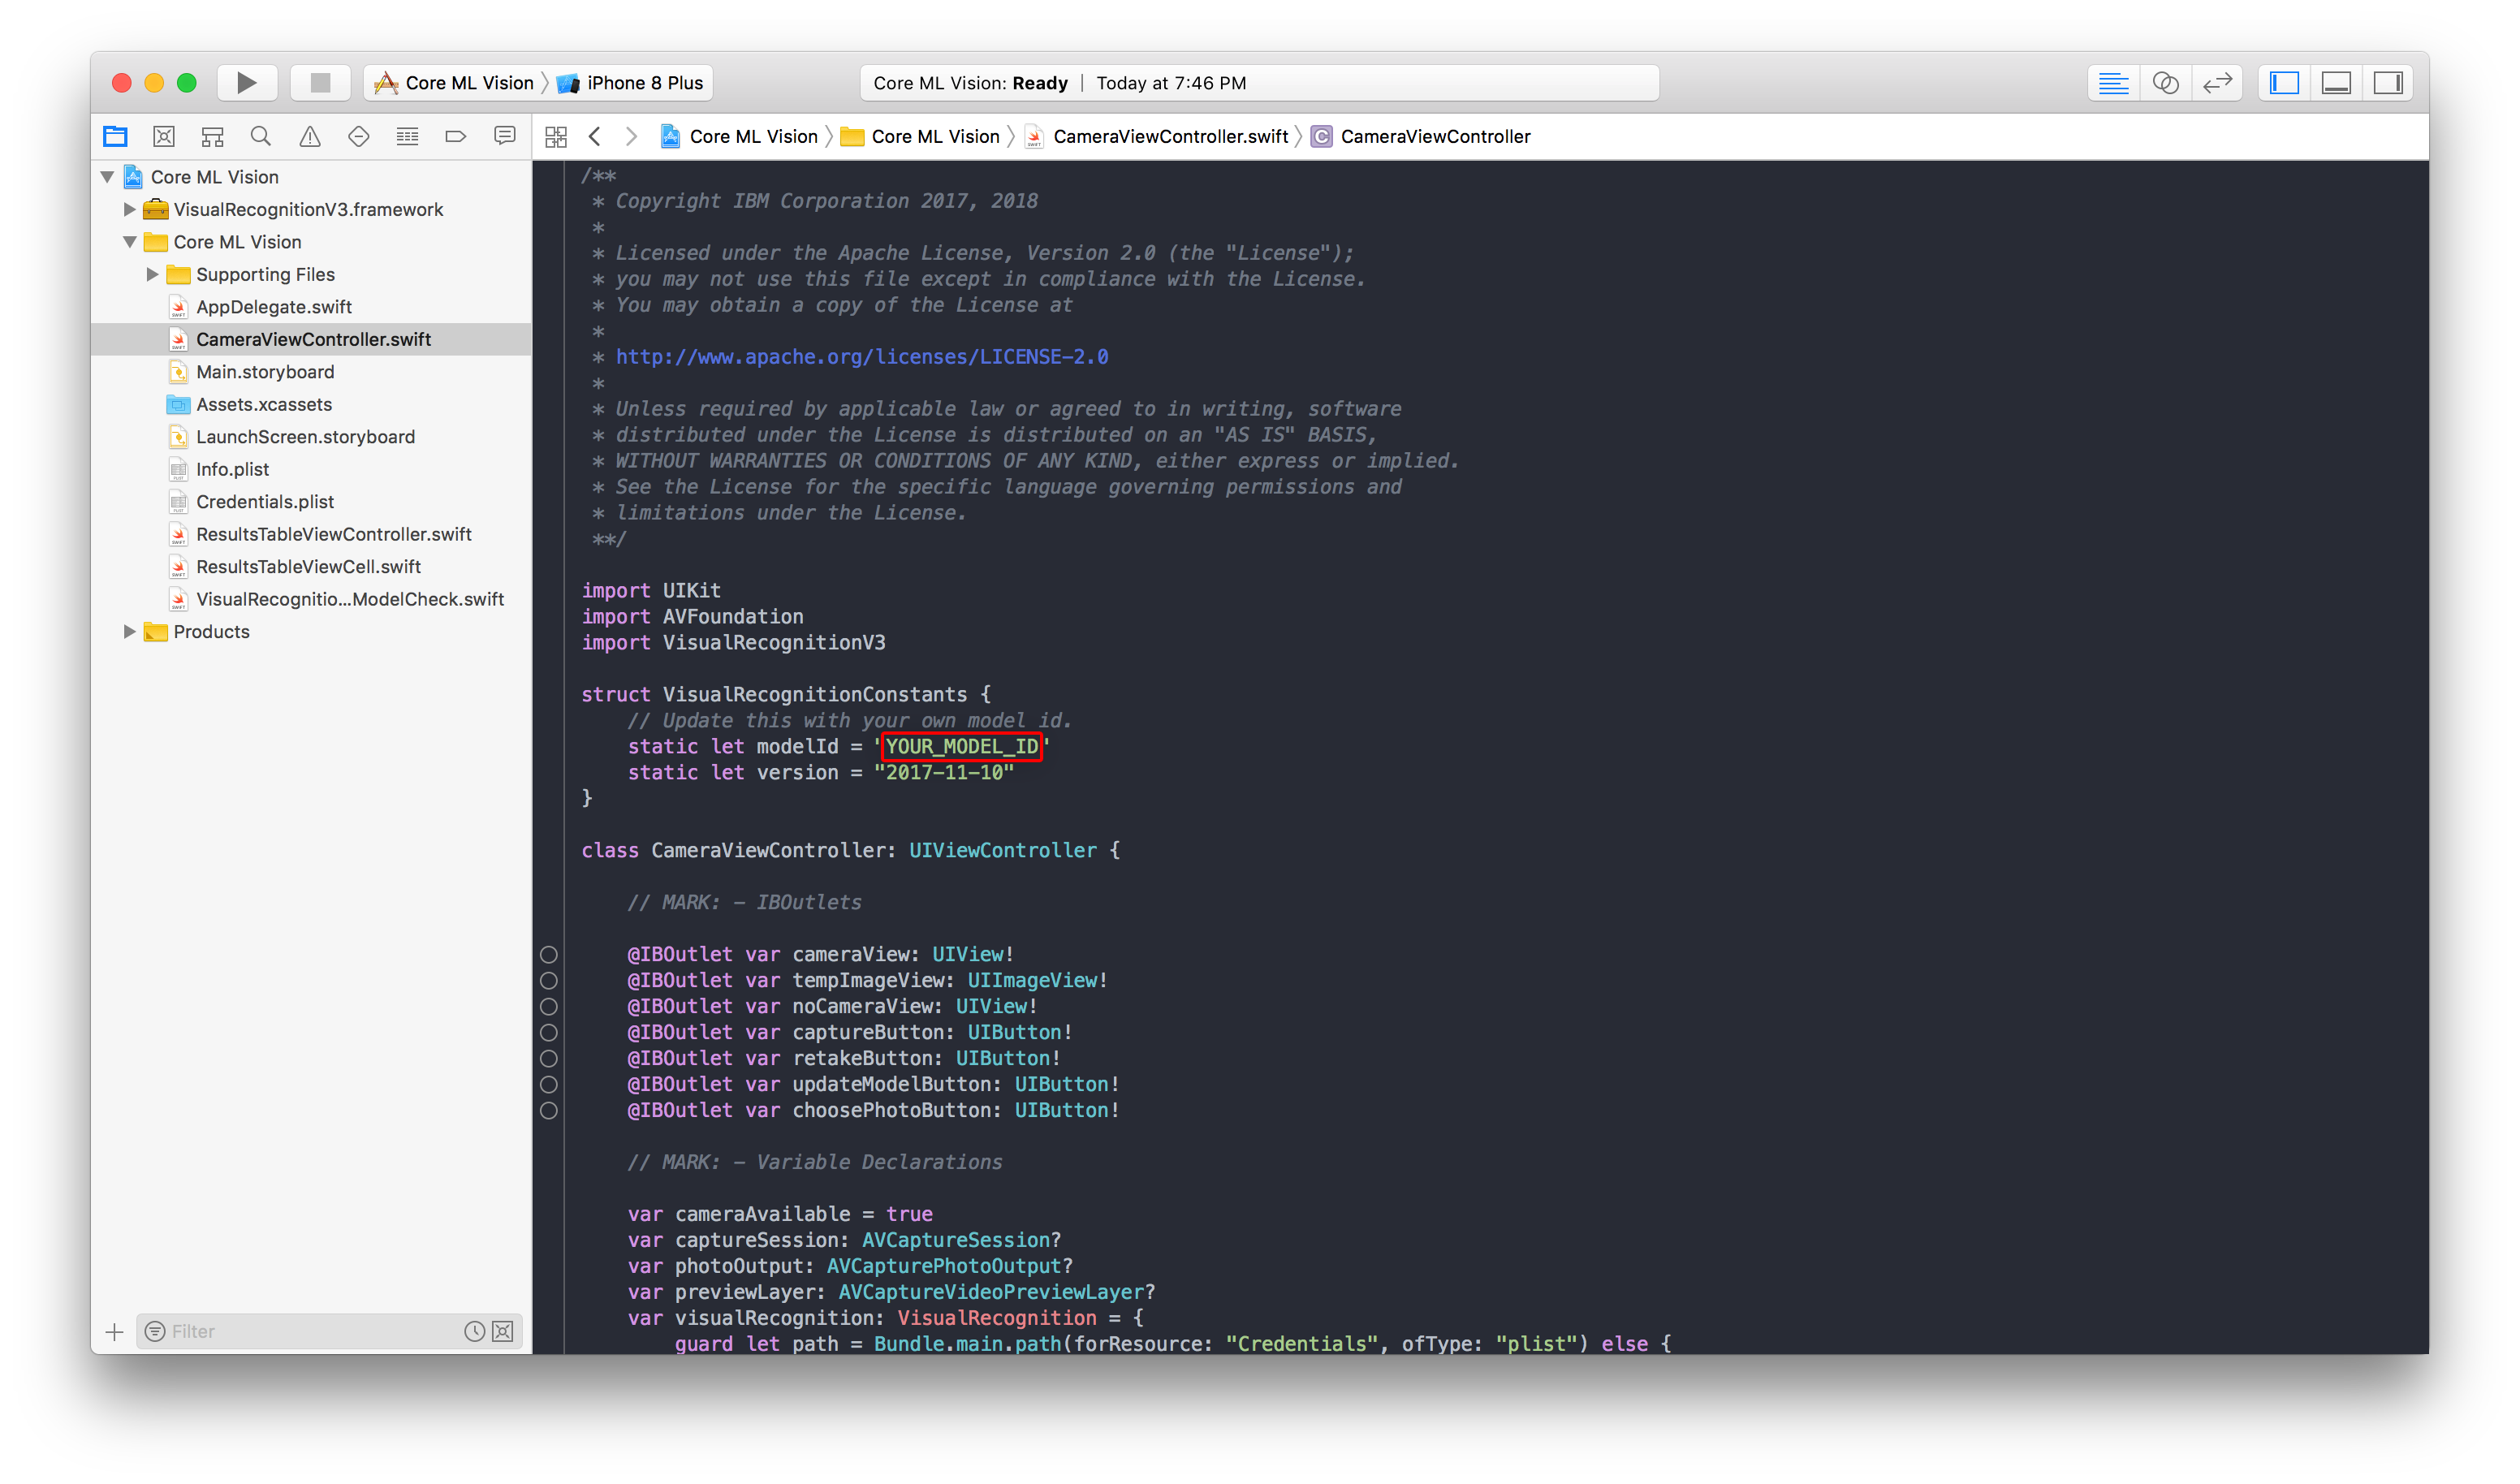 Core ML Vision iPhone 8 Plus
Core ML Vision: Ready | Today at 7:46 PM
Core ML Vision Core ML Vision CameraViewController.swift C CameraViewController
Core ML Vision
VisualRecognitionV3.framework
Core ML Vision
Supporting Files
AppDelegate.swift
CameraViewController.swift
Main.storyboard
Assets.xcassets
LaunchScreen.storyboard
Info.plist
Credentials.plist
ResultsTableViewController.swift
ResultsTableViewCell.swift
VisualRecognitio...ModelCheck.swift
Products
Filter
/**
* Copyright IBM Corporation 2017, 2018
*
* Licensed under the Apache License, Version 2.0 (the "License");
* you may not use this file except in compliance with the License.
* You may obtain a copy of the License at
*
* http://www.apache.org/licenses/LICENSE-2.0
*
* Unless required by applicable law or agreed to in writing, software
* distributed under the License is distributed on an "AS IS" BASIS,
* WITHOUT WARRANTIES OR CONDITIONS OF ANY KIND, either express or implied.
* See the License for the specific language governing permissions and
* limitations under the License.
**/
import UIKit
import AVFoundation
import VisualRecognitionV3
struct VisualRecognitionConstants {
// Update this with your own model id.
static let modelId = 'YOUR_MODEL_ID'
static let version = "2017-11-10"
}
class CameraViewController: UIViewController {
// MARK: - IBOutlets
@IBOutlet var cameraView: UIView!
@IBOutlet var tempImageView: UIImageView!
@IBOutlet var noCameraView: UIView!
@IBOutlet var captureButton: UIButton!
@IBOutlet var retakeButton: UIButton!
@IBOutlet var updateModelButton: UIButton!
@IBOutlet var choosePhotoButton: UIButton!
// MARK: - Variable Declarations
var cameraAvailable = true
var captureSession: AVCaptureSession?
var photoOutput: AVCapturePhotoOutput?
var previewLayer: AVCaptureVideoPreviewLayer?
var visualRecognition: VisualRecognition = {
guard let path = Bundle.main.path(forResource: "Credentials", ofType: "plist") else {